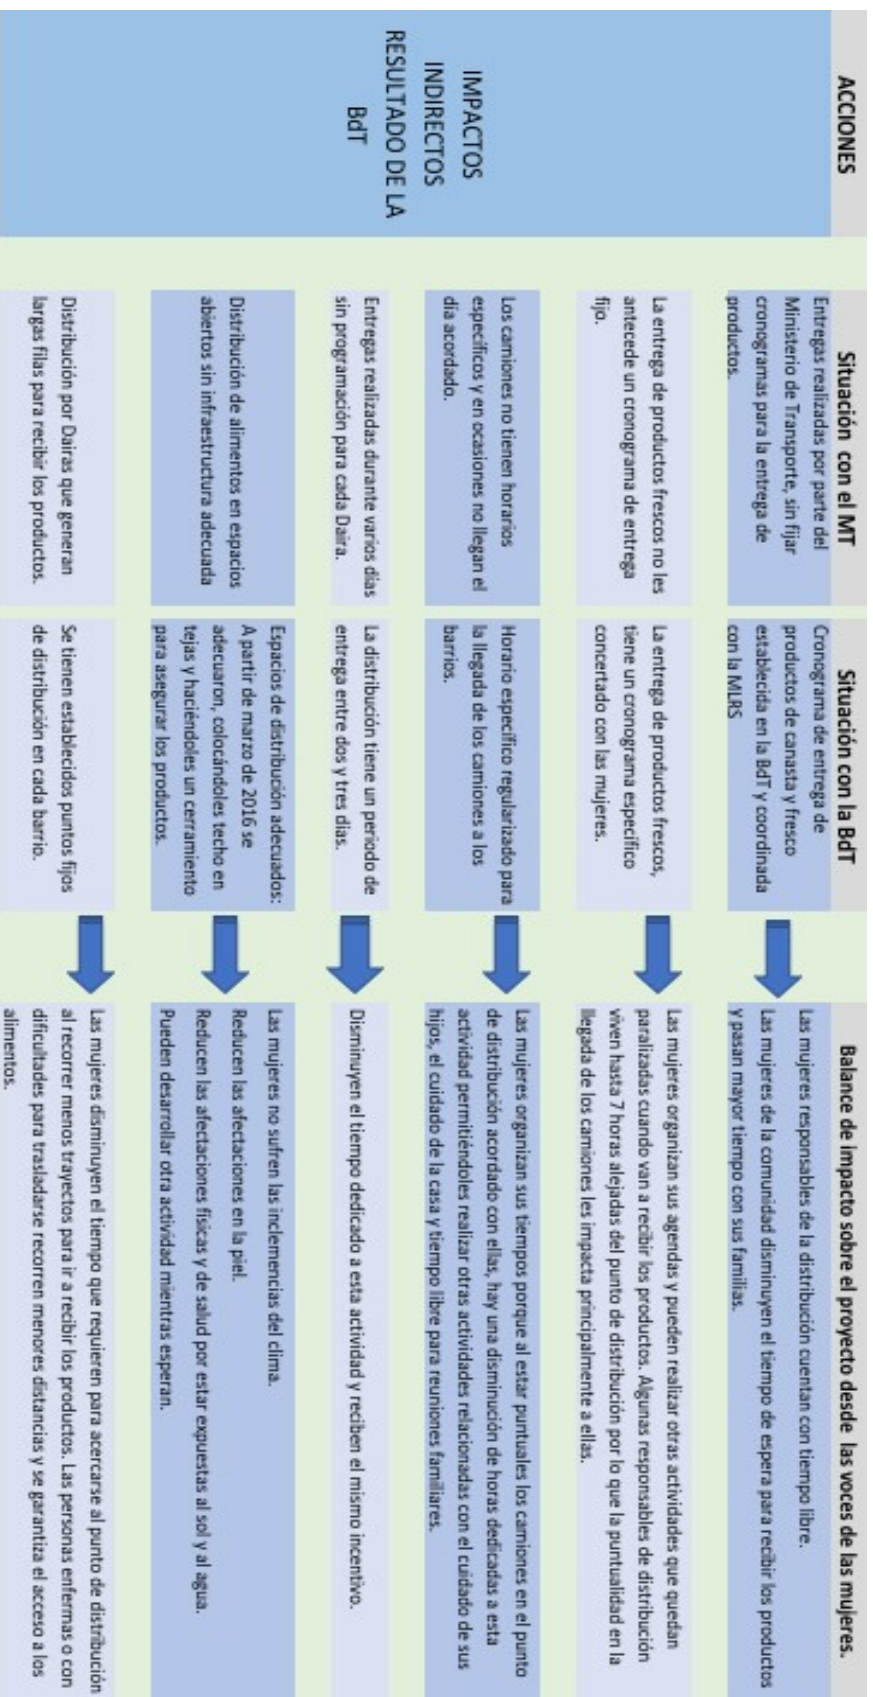 ACCIONES
Situación con el MT
Situación con la BdT
Balance de impacto sobre el proyecto desde las voces de las mujeres.
IMPACTOS
INDIRECTOS
RESULTADO DE LA
BdT
Entregas realizadas por parte del
Ministerio de Transporte, sin fijar
cronogramas para la entrega de
productos.
Cronograma de entrega de
productos de canasta y fresco
establecida en la BdT y coordinada
con la MLRS
Las mujeres responsables de la distribución cuentan con tiempo libre.
Las mujeres de la comunidad disminuyen el tiempo de espera para recibir los productos
y pasan mayor tiempo con sus familias.
La entrega de productos frescos no les
antecede un cronograma de entrega
fijo.
La entrega de productos frescos,
tiene un cronograma específico
concertado con las mujeres.
Las mujeres organizan sus agendas y pueden realizar otras actividades que quedan
paralizadas cuando van a recibir los productos. Algunas responsables de distribución
viven hasta 7 horas alejadas del punto de distribución por lo que la puntualidad en la
llegada de los camiones les impacta principalmente a ellas.
Los camiones no tienen horarios
específicos y en ocasiones no llegan el
día acordado.
Horario específico regularizado para
la llegada de los camiones a los
barrios.
Las mujeres organizan sus tiempos porque al estar puntuales los camiones en el punto
de distribución acordado con ellas, hay una disminución de horas dedicadas a esta
actividad permitiéndoles realizar otras actividades relacionadas con el cuidado de sus
hijos, el cuidado de la casa y tiempo libre para reuniones familiares.
Entregas realizadas durante varios días
sin programación para cada Daira.
La distribución tiene un periodo de
entrega entre dos y tres días.
Disminuyen el tiempo dedicado a esta actividad y reciben el mismo incentivo.
Distribución de alimentos en espacios
abiertos sin infraestructura adecuada
Espacios de distribución adecuados:
A partir de marzo de 2016 se
adecuaron, colocándoles techo en
tejas y haciéndoles un cerramiento
para asegurar los productos.
Las mujeres no sufren las inclemencias del clima.
Reducen las afectaciones en la piel.
Reducen las afectaciones físicas y de salud por estar expuestas al sol y al agua.
Pueden desarrollar otra actividad mientras esperan.
Distribución por Dairas que generan
largas filas para recibir los productos.
Se tienen establecidos puntos fijos
de distribución en cada barrio.
Las mujeres disminuyen el tiempo que requieren para acercarse al punto de distribución
al recorrer menos trayectos para ir a recibir los productos. Las personas enfermas o con
dificultades para trasladarse recorren menores distancias y se garantiza el acceso a los
alimentos.